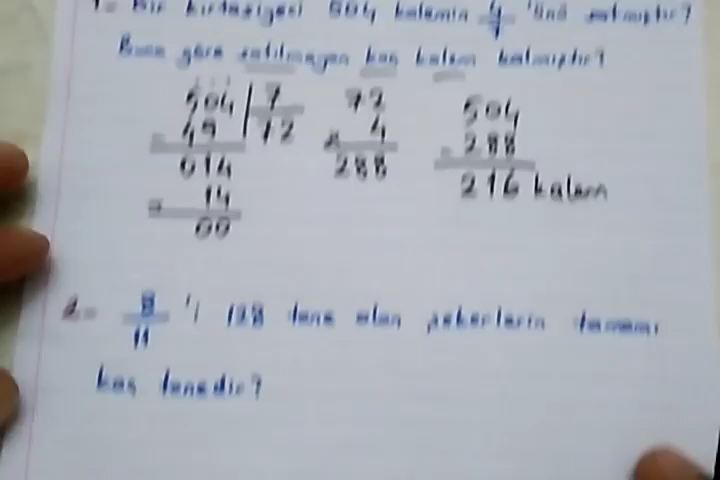 1- Bir kırtasiyeci 504 kalemin 4/7 'ünü satmıştır?
Buna göre satılmayan kaç kalem kalmıştır?
504 7 72 504
- 49 72 x 4 - 288
014 288 216 kalem
- 14
00
2- 8/11 'i 128 tane olan şekerlerin tamamı
kaç tanedir?